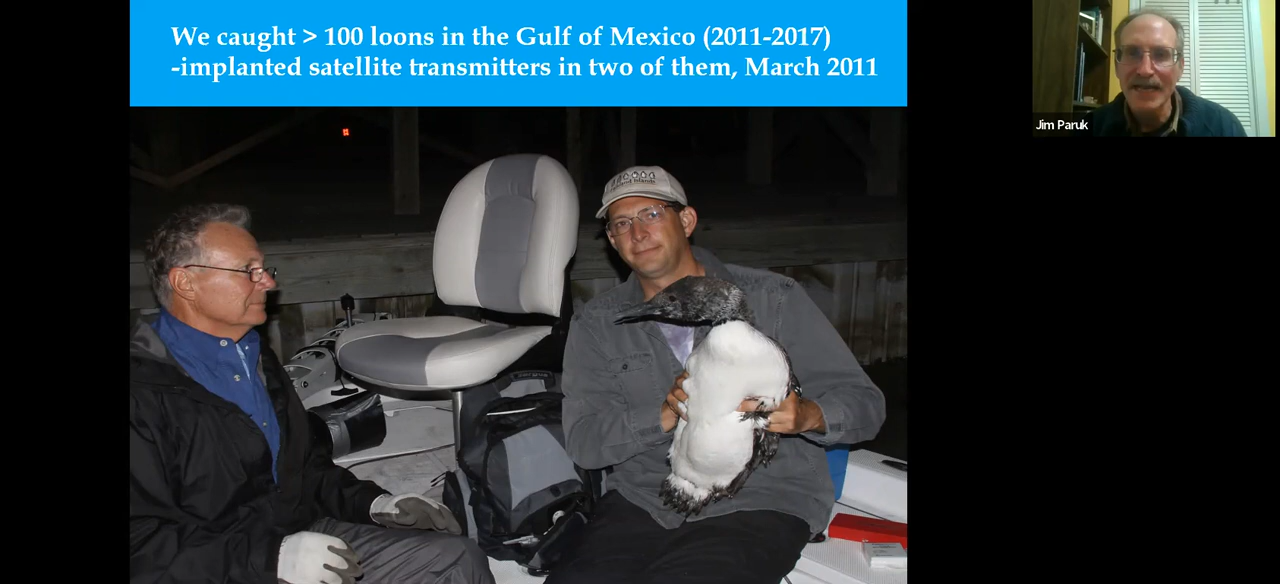 We caught > 100 loons in the Gulf of Mexico (2011-2017)
-implanted satellite transmitters in two of them, March 2011
Jim Paruk